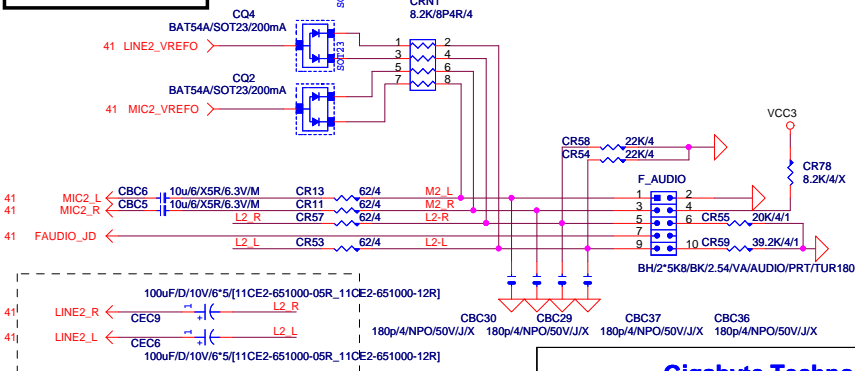 CQ4
BAT54A/SOT23/200mA
41 LINE2_VREFO
SOT23
CRN1
8.2K/8P4R/4
1 2
3 4
5 6
7 8
CQ2
BAT54A/SOT23/200mA
41 MIC2_VREFO
VCC3
CR58 22K/4
CR54 22K/4
CR78
8.2K/4/X
F_AUDIO
41 MIC2_L CBC6 10u/6/X5R/6.3V/M CR13 62/4 M2_L 1 2
41 MIC2_R CBC5 10u/6/X5R/6.3V/M CR11 62/4 M2_R 3 4
L2_R CR57 62/4 L2-R 5 6 CR55 20K/4/1
41 FAUDIO_JD 7
L2_L CR53 62/4 L2-L 9 10 CR59 39.2K/4/1
BH/2*5K8/BK/2.54/VA/AUDIO/PRT/TUR180
100uF/D/10V/6*5/[11CE2-651000-05R_11CE2-651000-12R]
41 LINE2_R 1 L2_R
CEC9
41 LINE2_L 1 L2_L
CEC6
100uF/D/10V/6*5/[11CE2-651000-05R_11CE2-651000-12R]
CBC30 CBC29 CBC37 CBC36
180p/4/NPO/50V/J/X 180p/4/NPO/50V/J/X 180p/4/NPO/50V/J/X 180p/4/NPO/50V/J/X
Gigabyte Techno